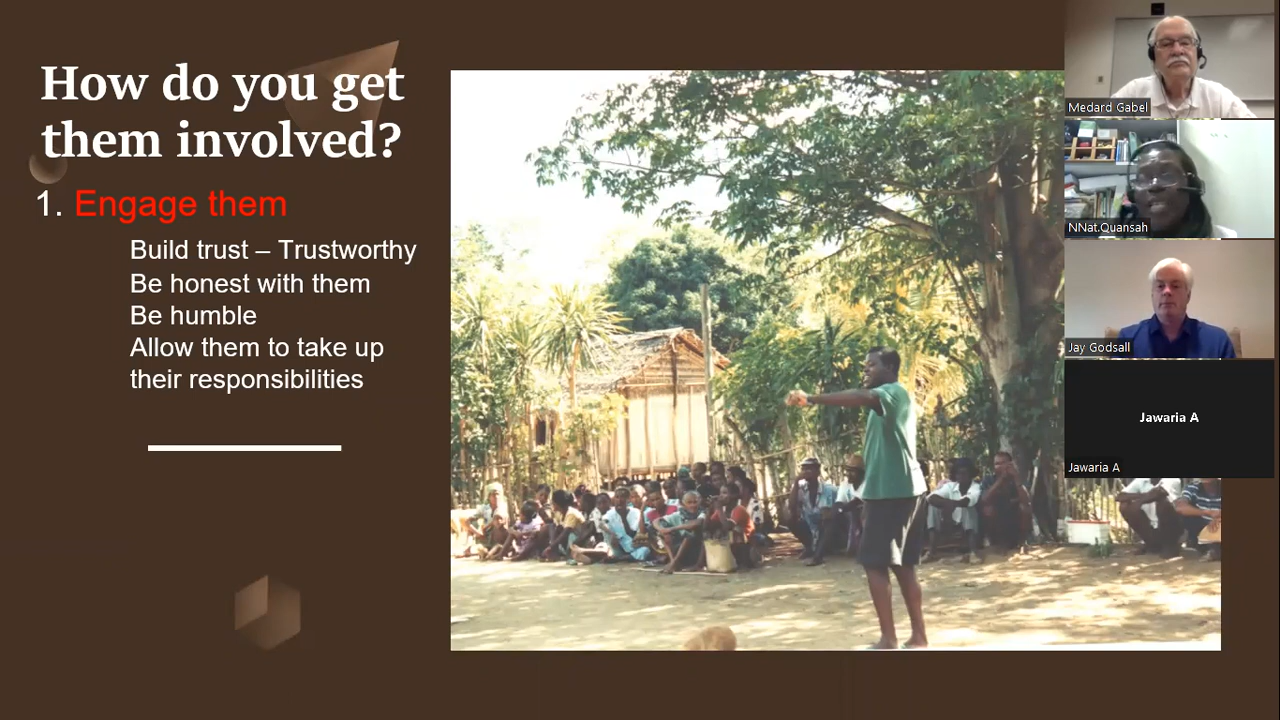 How do you get
them involved?
1. Engage them
Build trust – Trustworthy
Be honest with them
Be humble
Allow them to take up
their responsibilities
Medard Gabel
NNat.Quansah
Jay Godsall
Jawaria A
Jawaria A